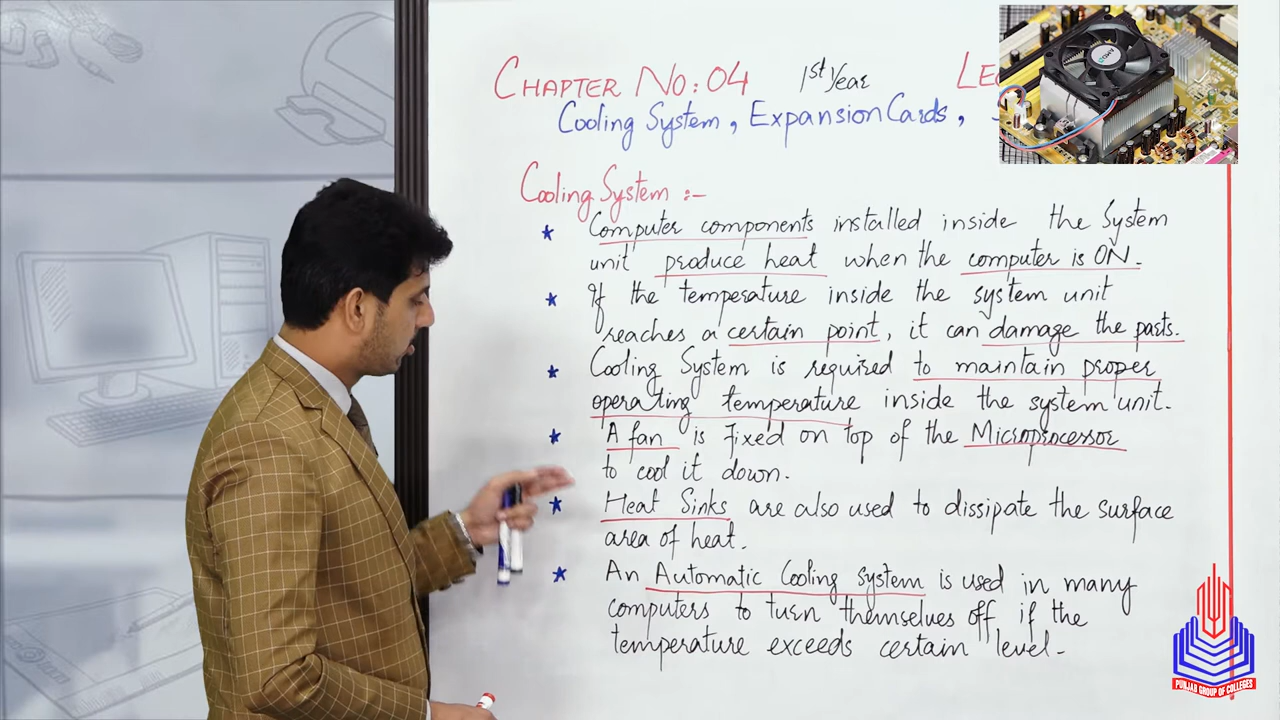 CHAPTER NO: 04 1st Year
Cooling System, Expansion Cards,
Cooling System :-
Computer components installed inside the System
unit produce heat when the computer is ON.
If the temperature inside the system unit
reaches a certain point, it can damage the parts.
Cooling System is required to maintain proper
operating temperature inside the system unit.
A fan is fixed on top of the Microprocessor
to cool it down.
Heat Sinks are also used to dissipate the surface
area of heat.
An Automatic Cooling system is used in many
computers to turn themselves off if the
temperature exceeds certain level.
PUNJAB GROUP OF COLLEGES